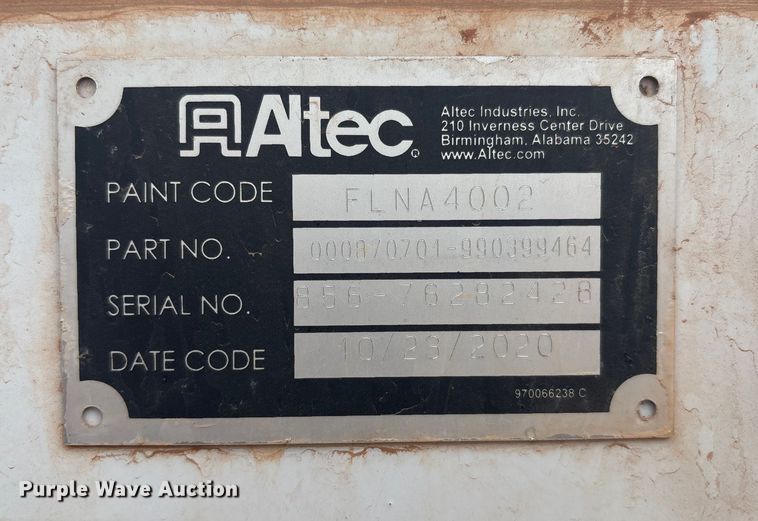 Altec
Altec Industries, Inc.
210 Inverness Center Drive
Birmingham, Alabama 35242
www.Altec.com
PAINT CODE FLNA4002
PART NO. 000870701-990399464
SERIAL NO. 856-76282428
DATE CODE 10/23/2020
970066238 C
Purple Wave Auction